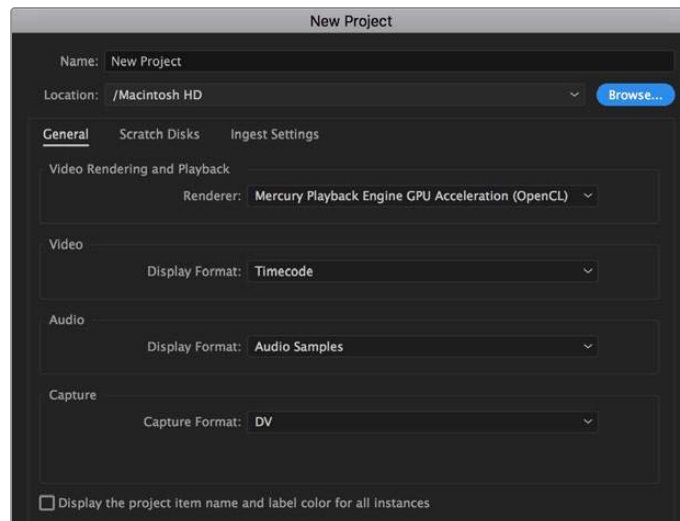 New Project
Name: New Project
Location: /Macintosh HD Browse...
General Scratch Disks Ingest Settings
Video Rendering and Playback
Renderer: Mercury Playback Engine GPU Acceleration (OpenCL)
Video
Display Format: Timecode
Audio
Display Format: Audio Samples
Capture
Capture Format: DV
Display the project item name and label color for all instances